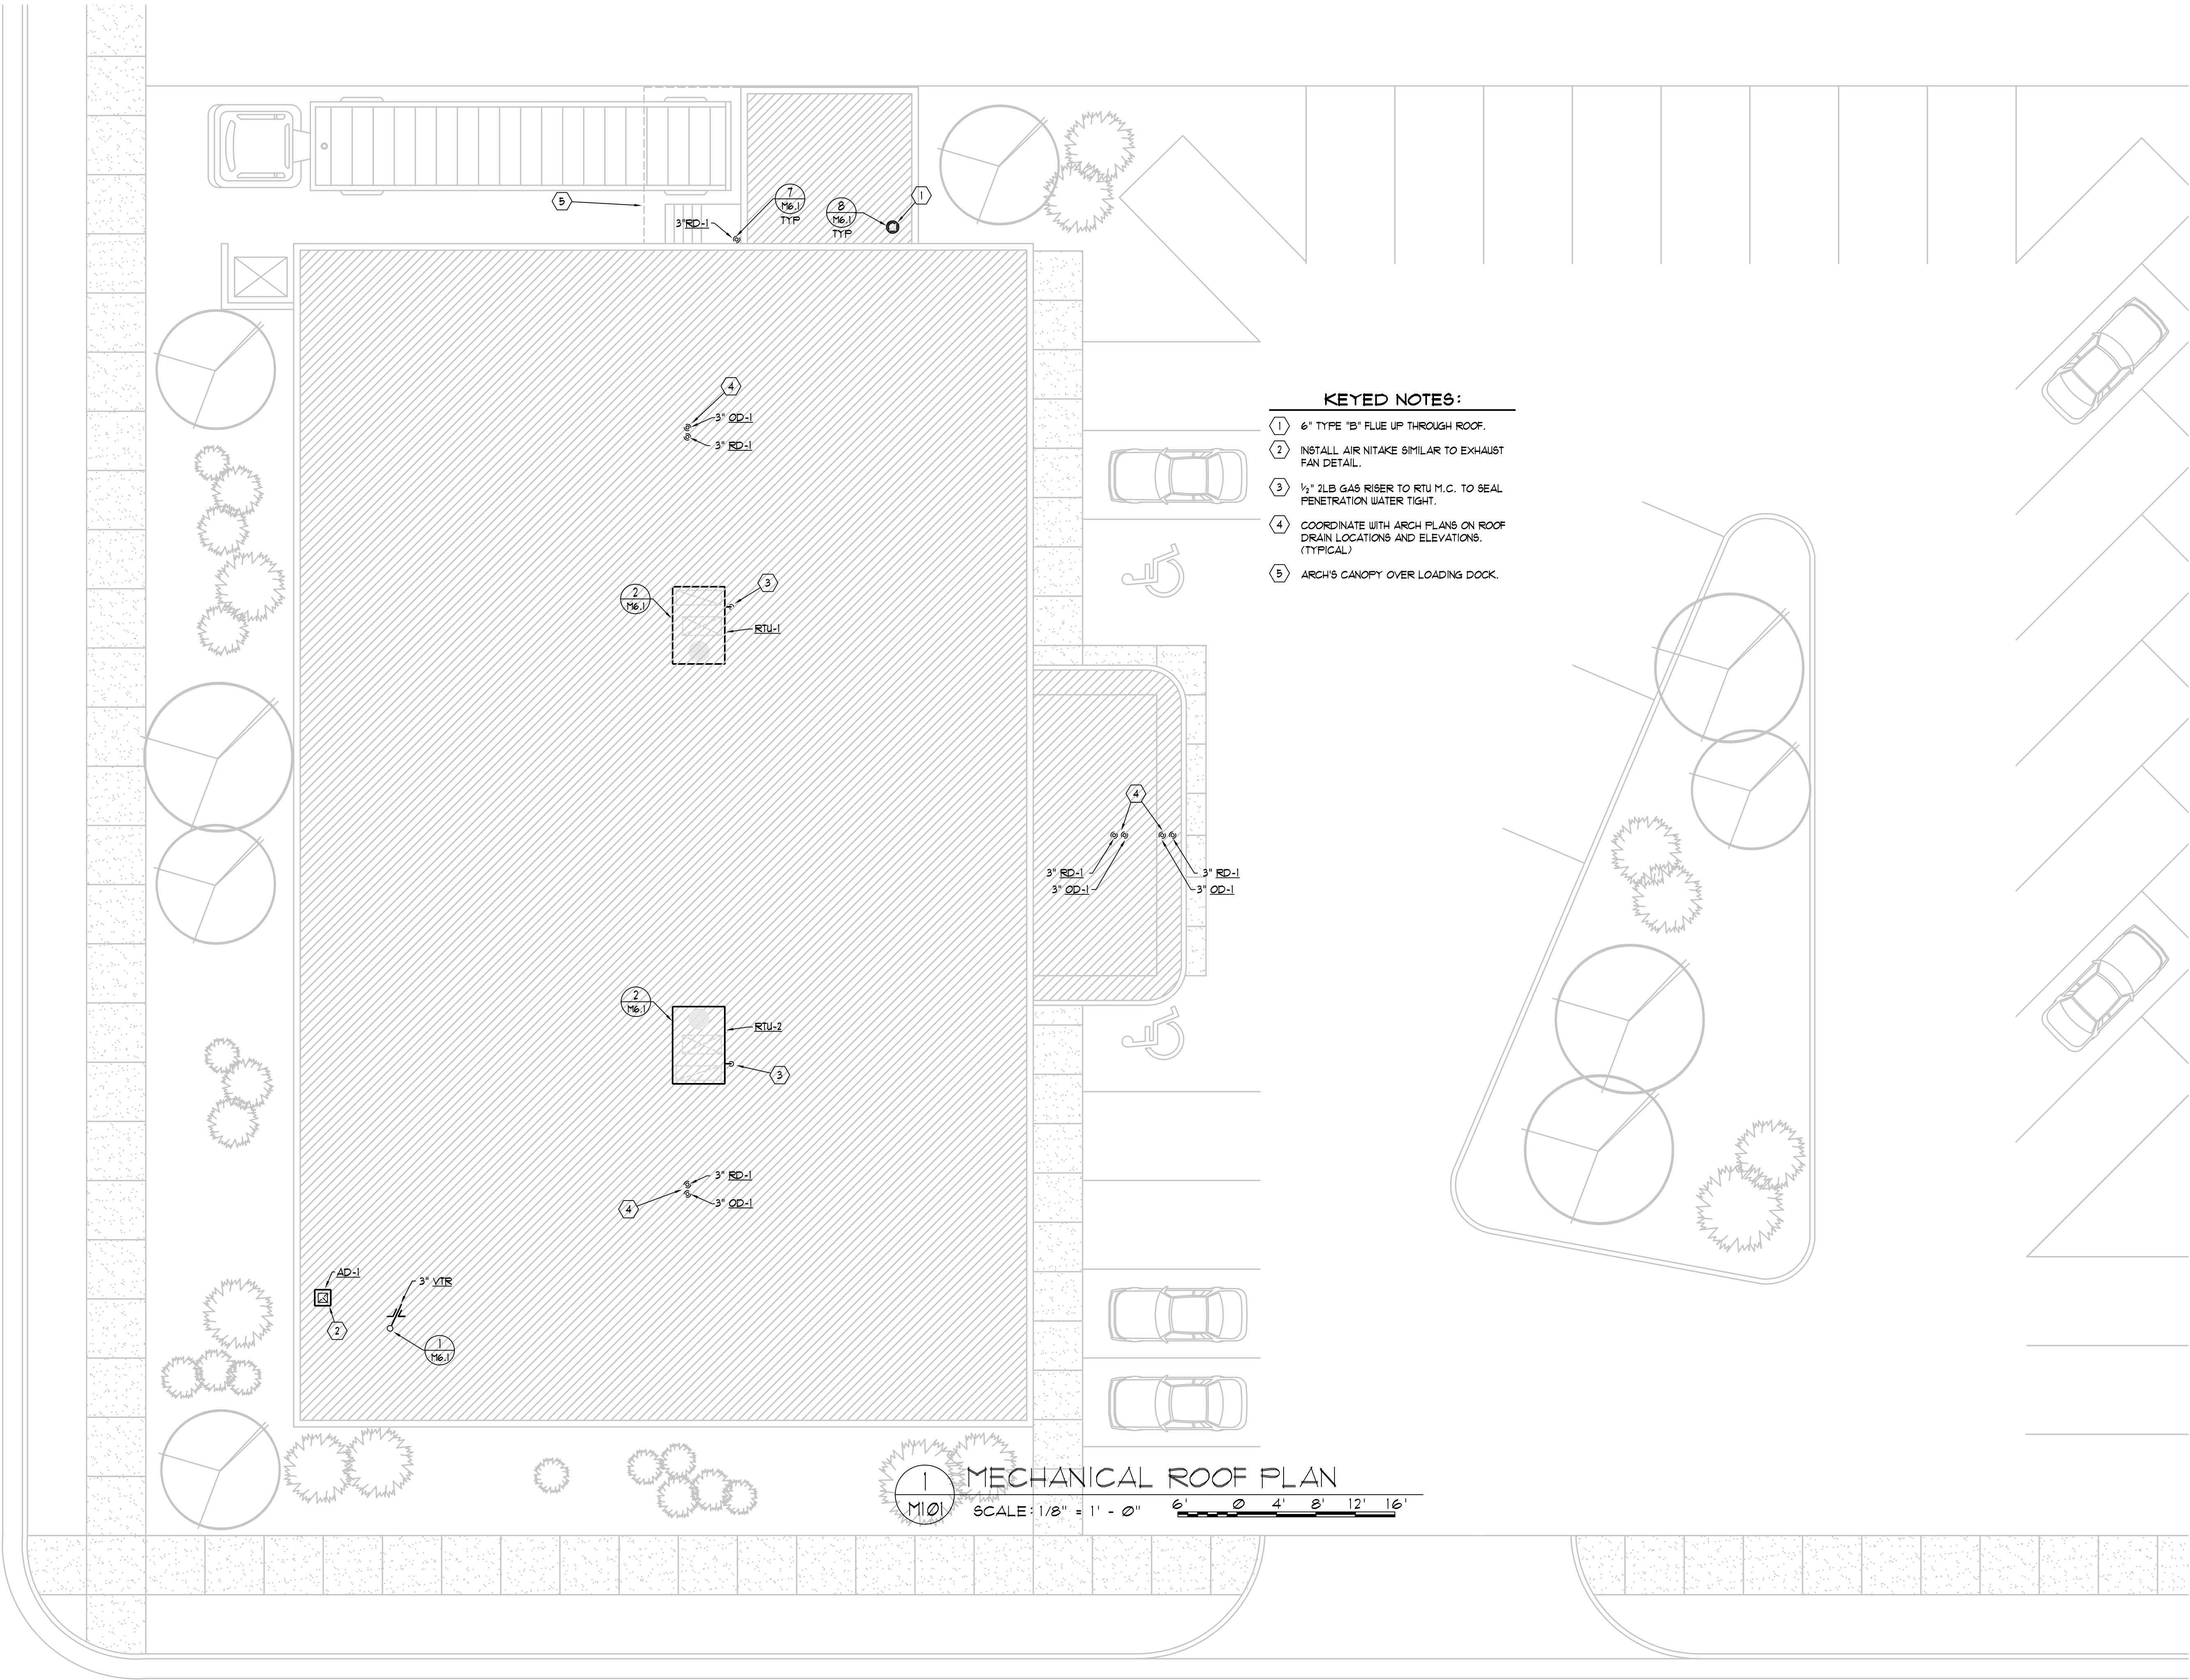 5
3"RD-1
7
M6.1
TYP
8
M6.1
TYP
1
4
3" OD-1
3" RD-1
KEYED NOTES:
1 6" TYPE "B" FLUE UP THROUGH ROOF.
2 INSTALL AIR NITAKE SIMILAR TO EXHAUST
FAN DETAIL.
3 ½" 2LB GAS RISER TO RTU M.C. TO SEAL
PENETRATION WATER TIGHT.
4 COORDINATE WITH ARCH PLANS ON ROOF
DRAIN LOCATIONS AND ELEVATIONS.
(TYPICAL)
5 ARCH'S CANOPY OVER LOADING DOCK.
2
M6.1
3
RTU-1
4
3" RD-1
3" OD-1
3" RD-1
3" OD-1
2
M6.1
RTU-2
3
3" RD-1
3" OD-1
4
AD-1
2
3" VTR
1
M6.1
1
M101
MECHANICAL ROOF PLAN
SCALE: 1/8" = 1' - 0"
6' 0 4' 8' 12' 16'